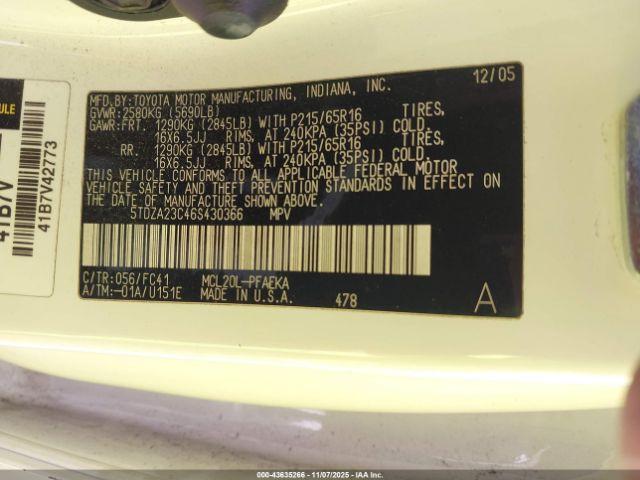 MFD.BY:TOYOTA MOTOR MANUFACTURING, INDIANA, INC. 12/05
GVWR:2580KG (5690LB)
GAWR:FRT. 1290KG (2845LB) WITH P215/65R16 TIRES,
16X6.5JJ RIMS, AT 240KPA (35PSI) COLD.
RR. 1290KG (2845LB) WITH P215/65R16 TIRES,
16X6.5JJ RIMS, AT 240KPA (35PSI) COLD.
THIS VEHICLE CONFORMS TO ALL APPLICABLE FEDERAL MOTOR
VEHICLE SAFETY AND THEFT PREVENTION STANDARDS IN EFFECT
ON THE DATE OF MANUFACTURE SHOWN ABOVE.
5TDZA23C46S430366 MPV
C/TR:056/FC41 MCL20L-PFAEKA
A/TM:-01A/U151E MADE IN U.S.A. 478 A
41B7V
41B7V42773
© IAA 00-43635266 - 11/07/2025 - © IAA